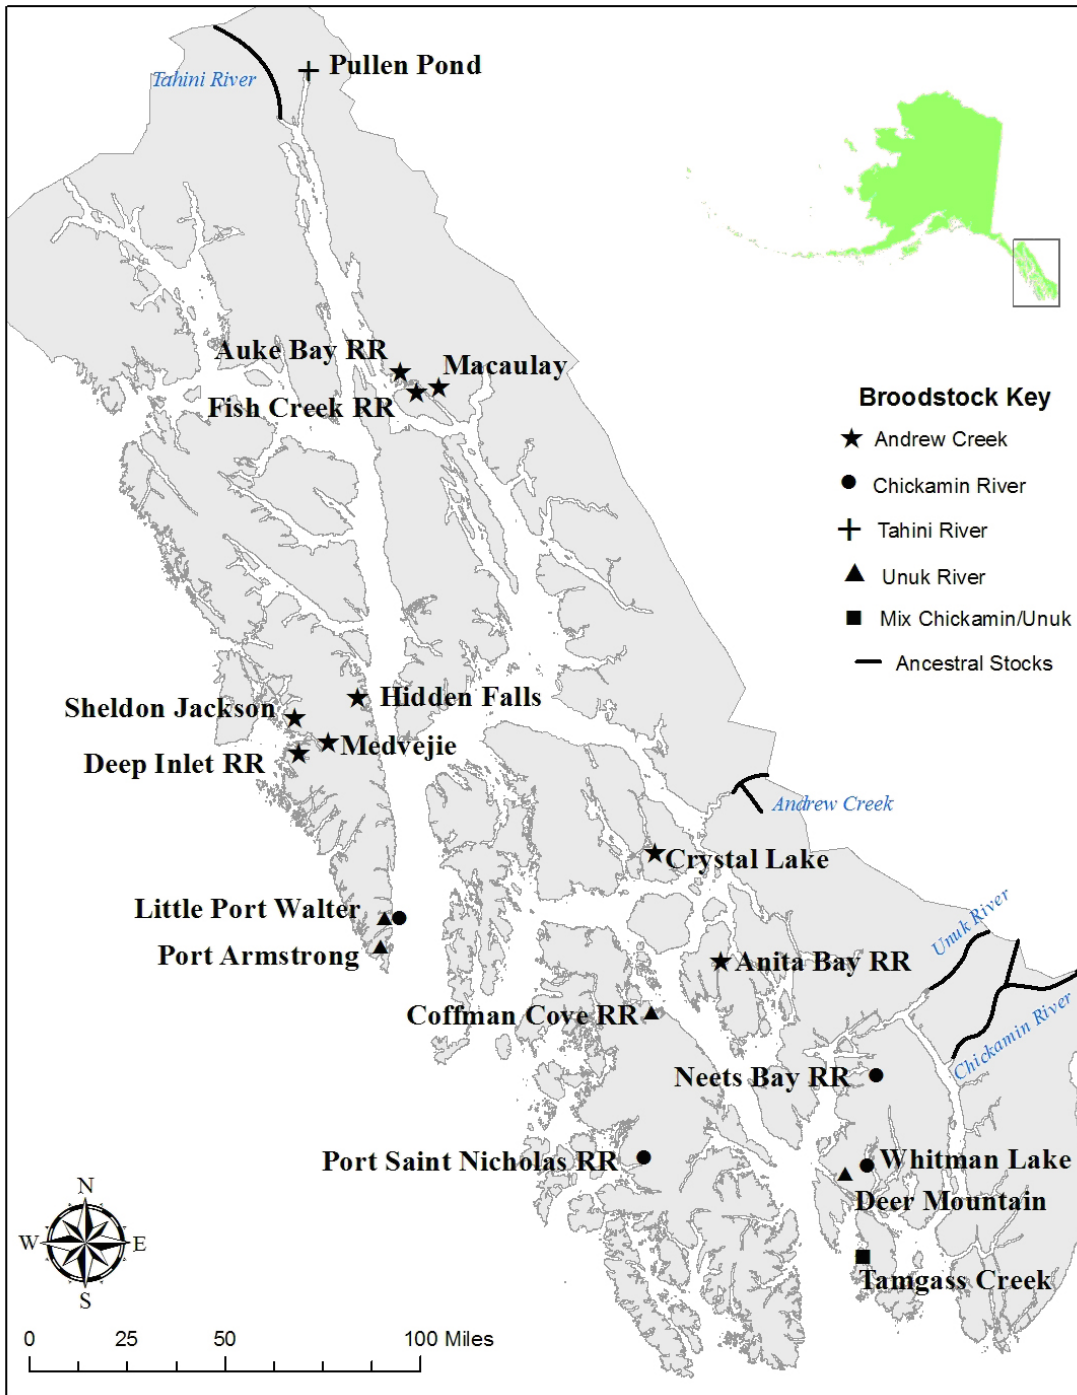 Pullen Pond
Tahini River
Auke Bay RR
Macaulay
Fish Creek RR
Broodstock Key
Andrew Creek
Chickamin River
Tahini River
Unuk River
Mix Chickamin/Unuk
Ancestral Stocks
Hidden Falls
Sheldon Jackson
Medvejie
Deep Inlet RR
Andrew Creek
Crystal Lake
Little Port Walter
Port Armstrong
Unuk River
Anita Bay RR
Coffman Cove RR
Chickamin River
Neets Bay RR
Port Saint Nicholas RR
Whitman Lake
Deer Mountain
Tamgass Creek
N
W E
S
0 25 50 100 Miles